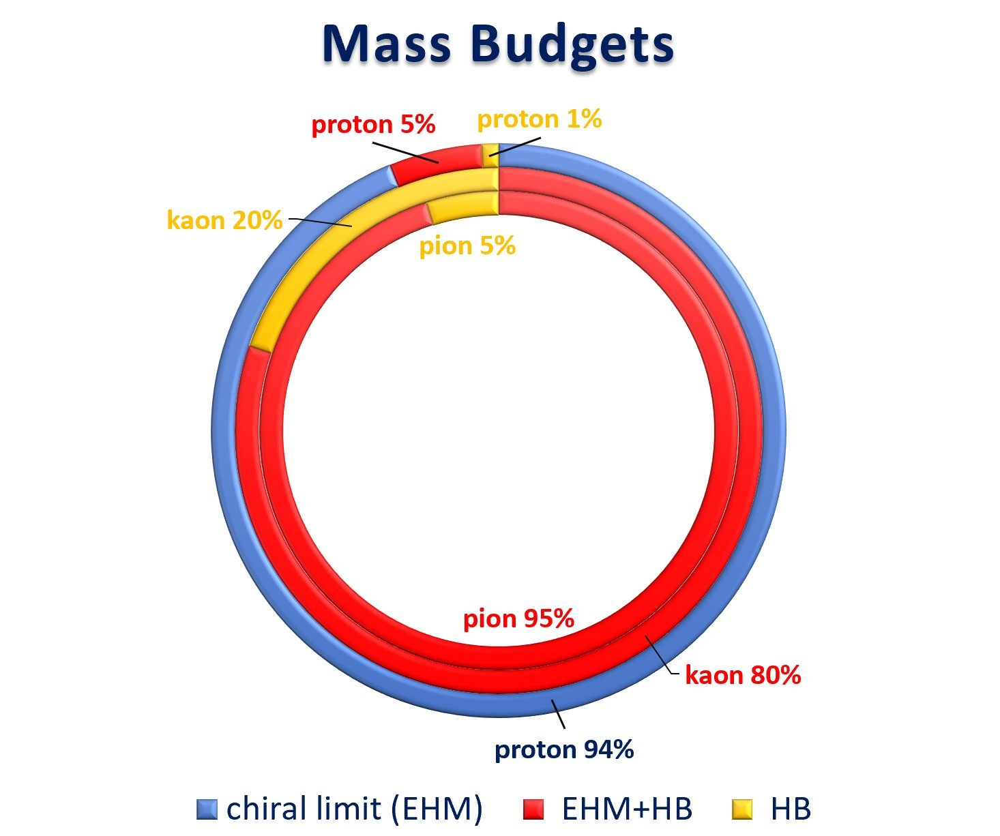 Mass Budgets
proton 5%
proton 1%
kaon 20%
pion 5%
pion 95%
kaon 80%
proton 94%
chiral limit (EHM)
EHM+HB
HB